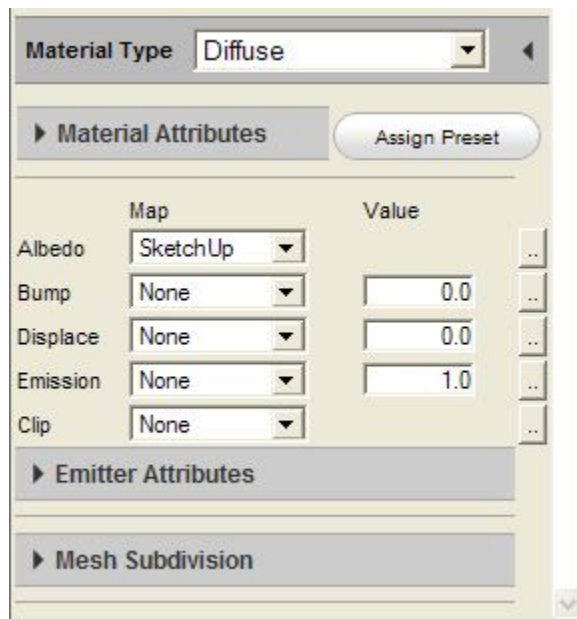 Material Type Diffuse
Material Attributes Assign Preset
Map Value
Albedo SketchUp ..
Bump None 0.0 ..
Displace None 0.0 ..
Emission None 1.0 ..
Clip None ..
Emitter Attributes
Mesh Subdivision